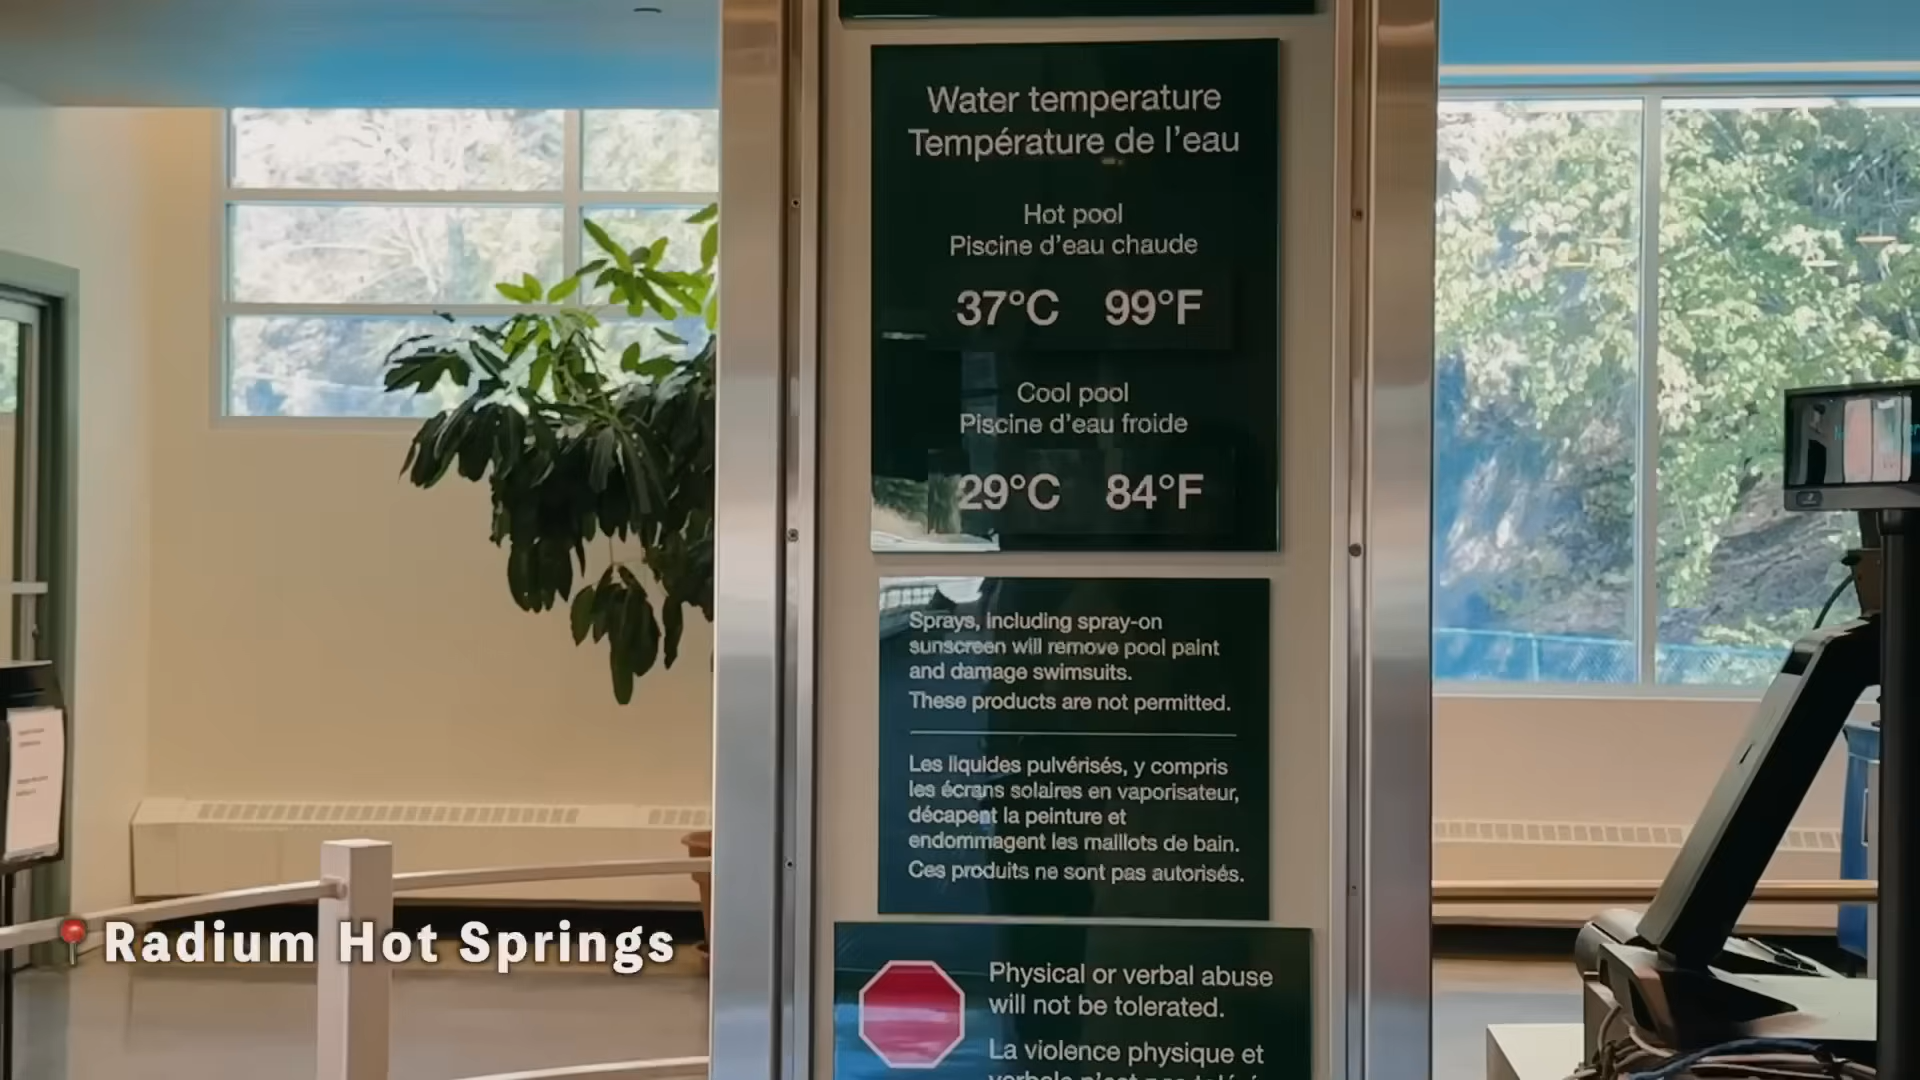 Water temperature
Température de l'eau
Hot pool
Piscine d'eau chaude
37°C 99°F
Cool pool
Piscine d'eau froide
29°C 84°F
Sprays, including spray-on
sunscreen will remove pool paint
and damage swimsuits.
These products are not permitted.
Les liquides pulvérisés, y compris
les écrans solaires en vaporisateur,
décapent la peinture et
endommagent les maillots de bain.
Ces produits ne sont pas autorisés.
Physical or verbal abuse
will not be tolerated.
La violence physique et
Radium Hot Springs